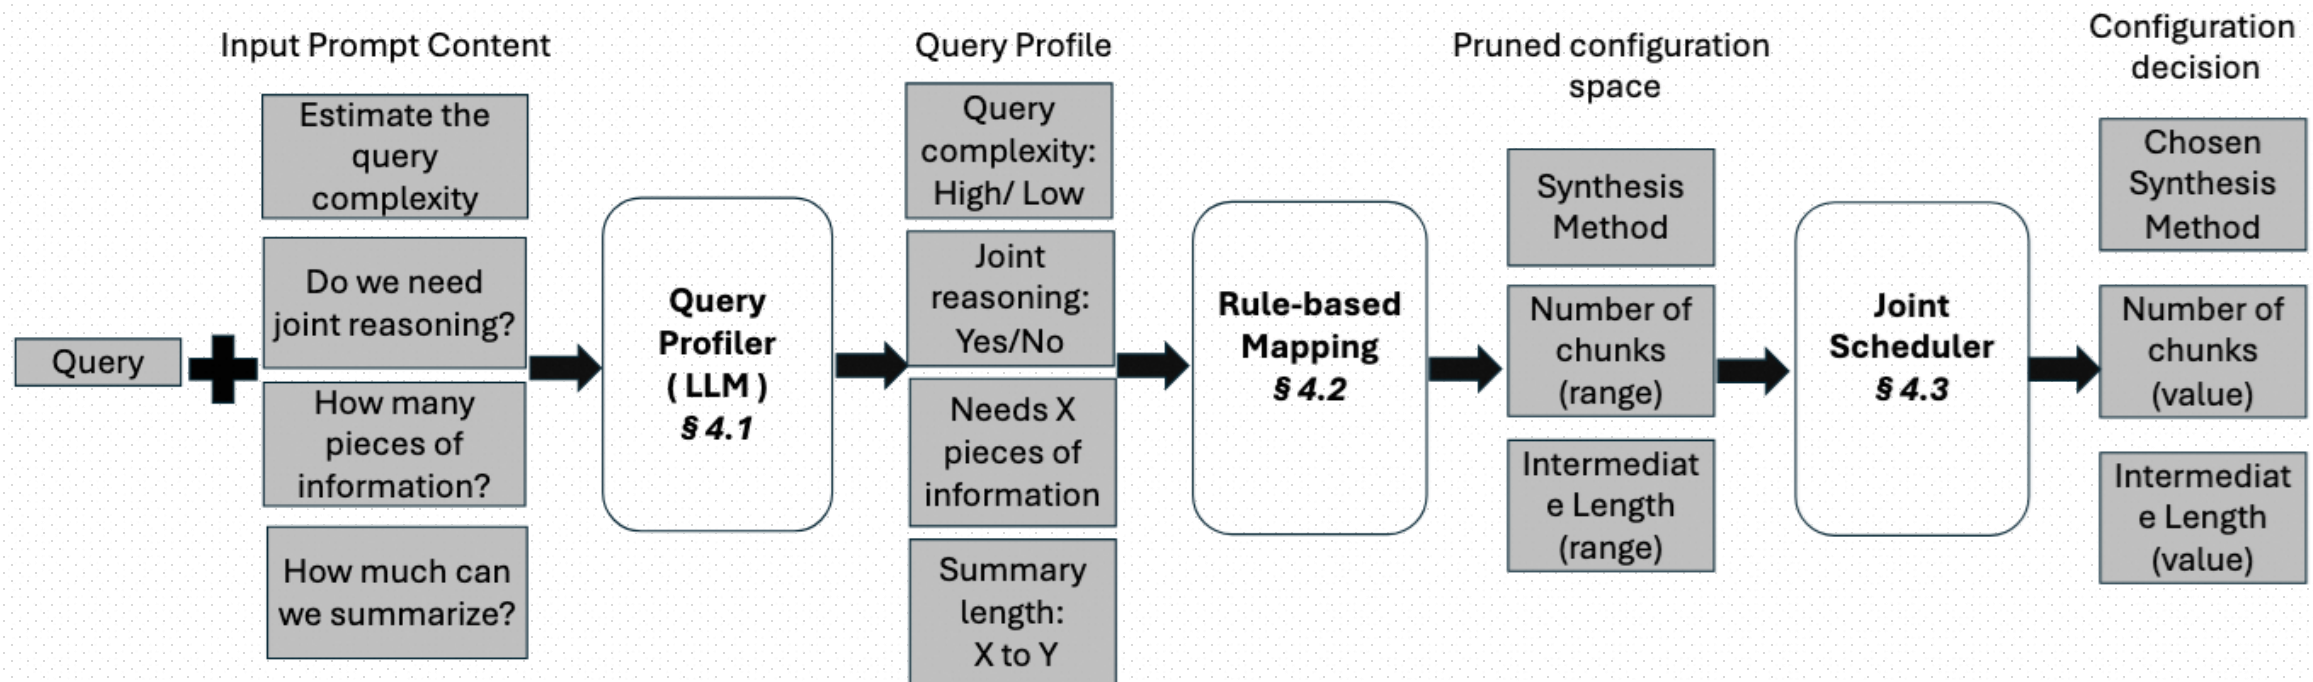 Input Prompt Content
Estimate the
query
complexity
Do we need
joint reasoning?
Query
How many
pieces of
information?
How much can
we summarize?
Query
Profiler
( LLM )
§ 4.1
Query Profile
Query
complexity:
High/ Low
Joint
reasoning:
Yes/No
Needs X
pieces of
information
Summary
length:
X to Y
Rule-based
Mapping
§ 4.2
Pruned configuration
space
Synthesis
Method
Number of
chunks
(range)
Intermediat
e Length
(range)
Joint
Scheduler
§ 4.3
Configuration
decision
Chosen
Synthesis
Method
Number of
chunks
(value)
Intermediat
e Length
(value)